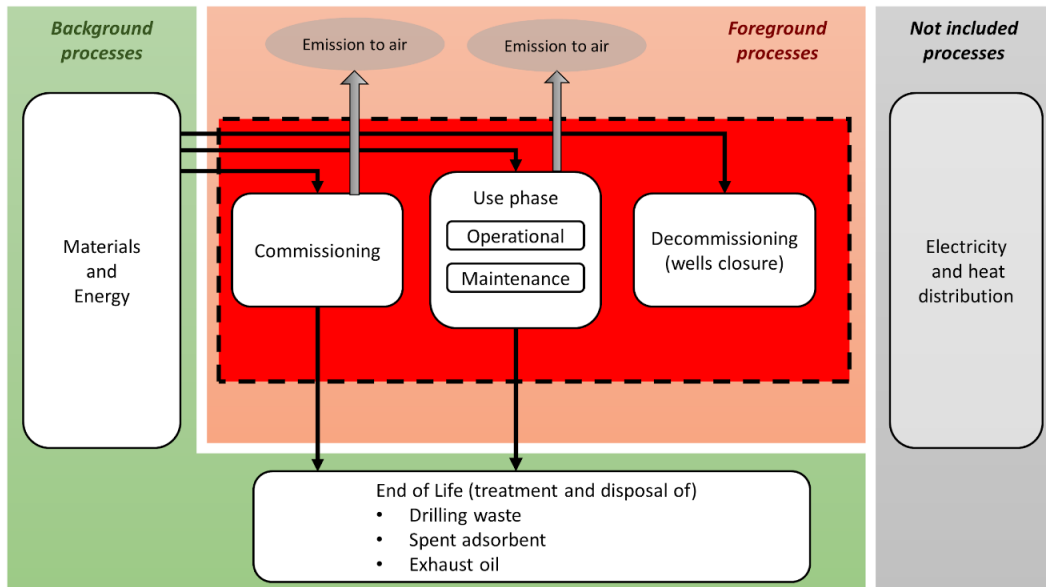 Background
processes
Emission to air
Emission to air
Foreground
processes
Not included
processes
Materials
and
Energy
Commissioning
Use phase
Operational
Maintenance
Decommissioning
(wells closure)
Electricity
and heat
distribution
End of Life (treatment and disposal of)
• Drilling waste
• Spent adsorbent
• Exhaust oil